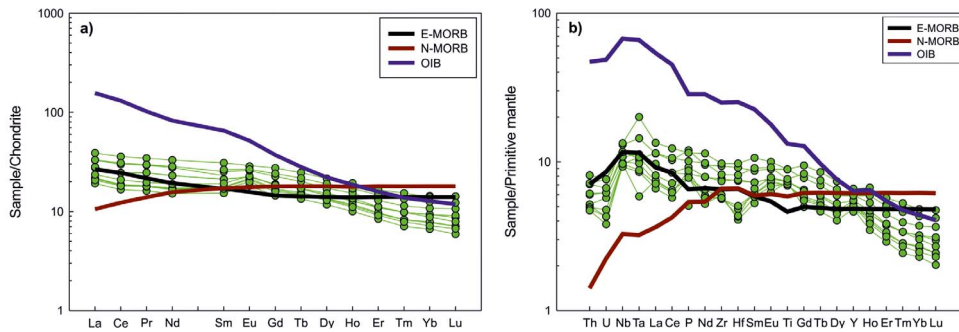 a)
E-MORB
N-MORB
OIB
Sample/Chondrite
1000
100
10
1
La Ce Pr Nd Sm Eu Gd Tb Dy Ho Er Tm Yb Lu
b)
E-MORB
N-MORB
OIB
Sample/Primitive mantle
100
10
1
Th U Nb Ta La Ce P Nd Zr Hf Sm Eu Ti Gd Tb Dy Y Ho Er Tm Yb Lu